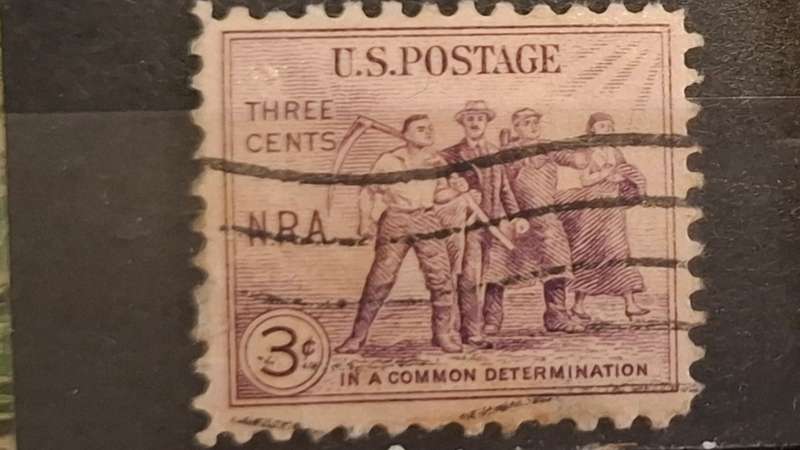 U.S.POSTAGE
THREE
CENTS
N.R.A.
3¢
IN A COMMON DETERMINATION